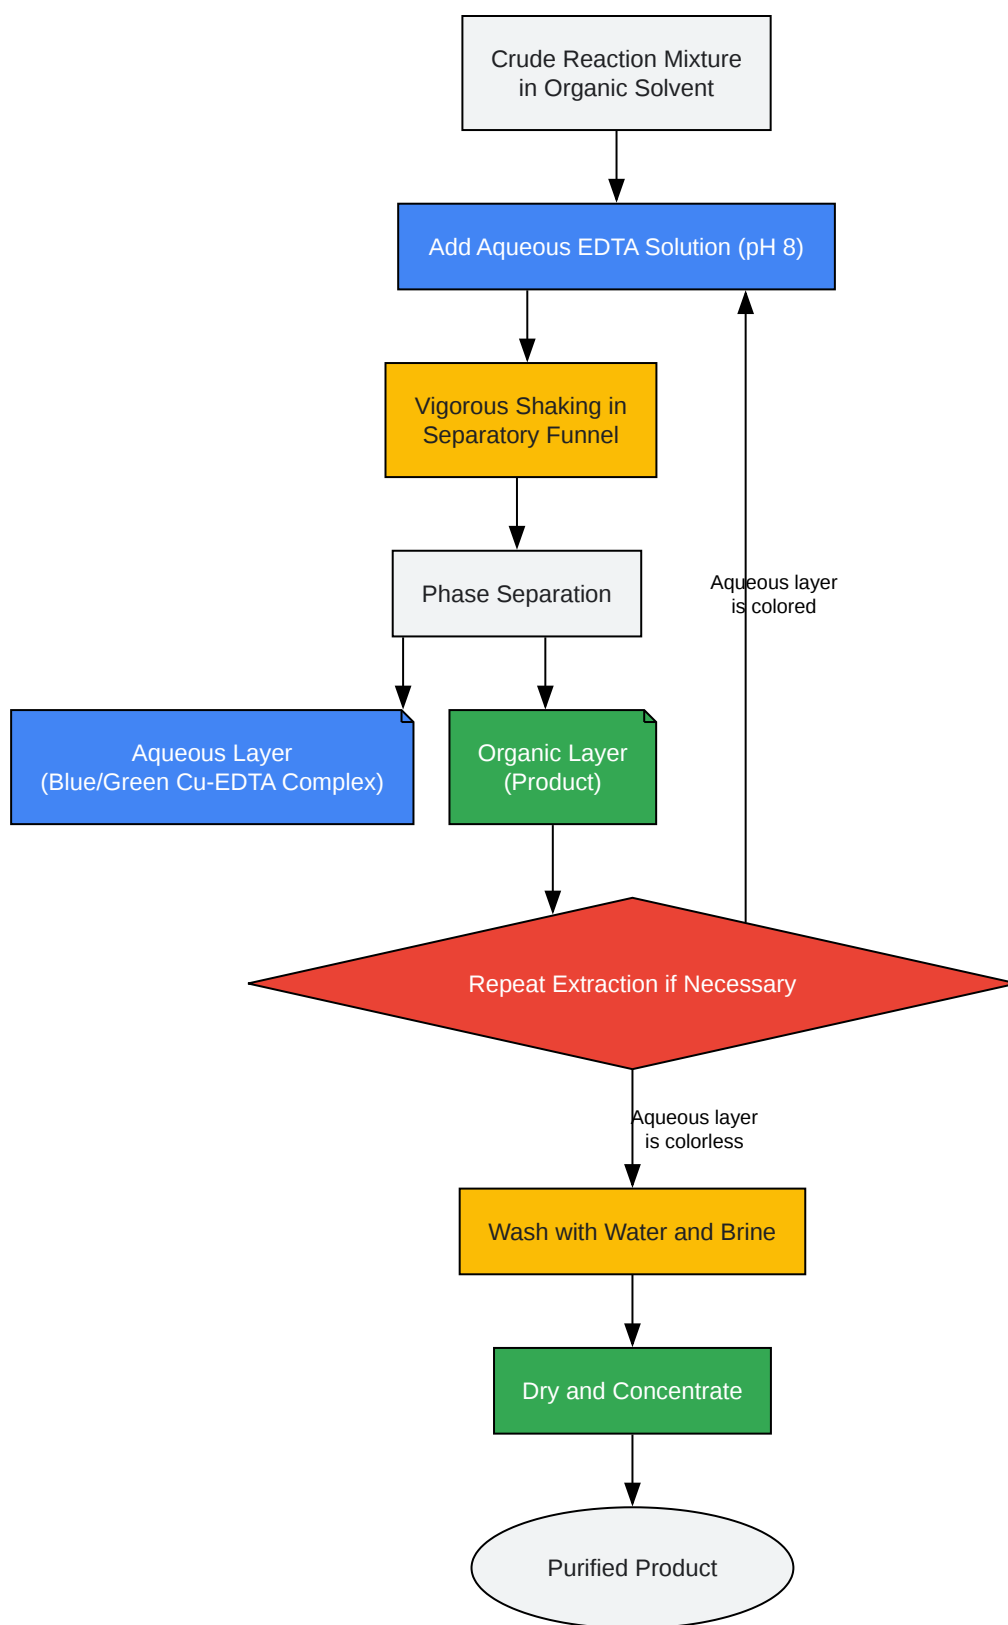 Crude Reaction Mixture
in Organic Solvent
Add Aqueous EDTA Solution (pH 8)
Vigorous Shaking in
Separatory Funnel
Phase Separation
Aqueous layer
is colored
Aqueous Layer
(Blue/Green Cu-EDTA Complex)
Organic Layer
(Product)
Repeat Extraction if Necessary
Aqueous layer
is colorless
Wash with Water and Brine
Dry and Concentrate
Purified Product